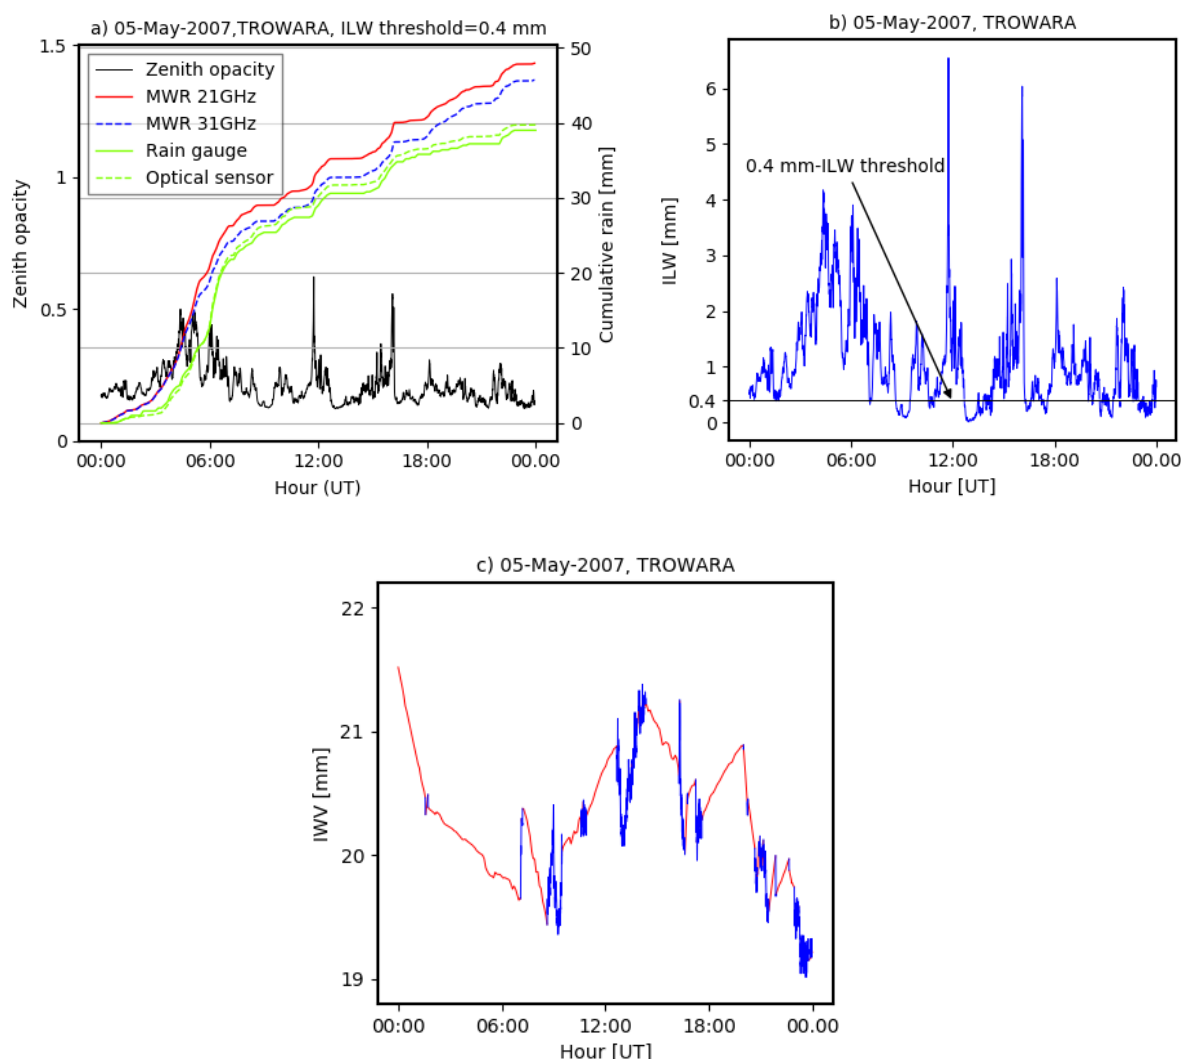 a) 05-May-2007,TROWARA, ILW threshold=0.4 mm
Zenith opacity
MWR 21GHz
MWR 31GHz
Rain gauge
Optical sensor
1.5
1
0.5
0
Zenith opacity
50
40
30
20
10
0
Cumulative rain [mm]
00:00 06:00 12:00 18:00 00.00
Hour (UT)
b) 05-May-2007, TROWARA
0.4 mm-ILW threshold
6
5
4
3
2
1
0.4
0
ILW [mm]
00:00 06:00 12:00 18:00 00.00
Hour [UT]
c) 05-May-2007, TROWARA
22
21
20
19
IWV [mm]
00:00 06:00 12:00 18:00 00.00
Hour [UT]